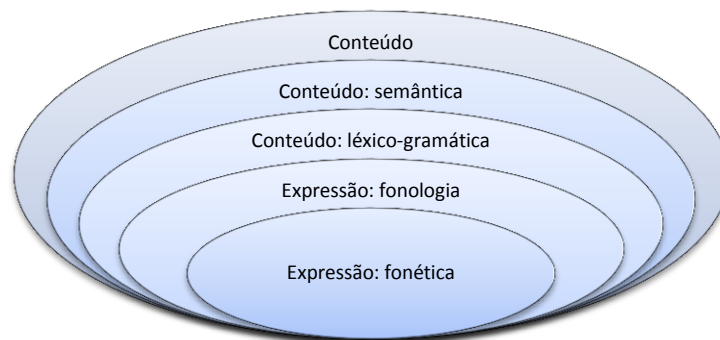 Conteúdo
Conteúdo: semântica
Conteúdo: léxico-gramática
Expressão: fonologia
Expressão: fonética